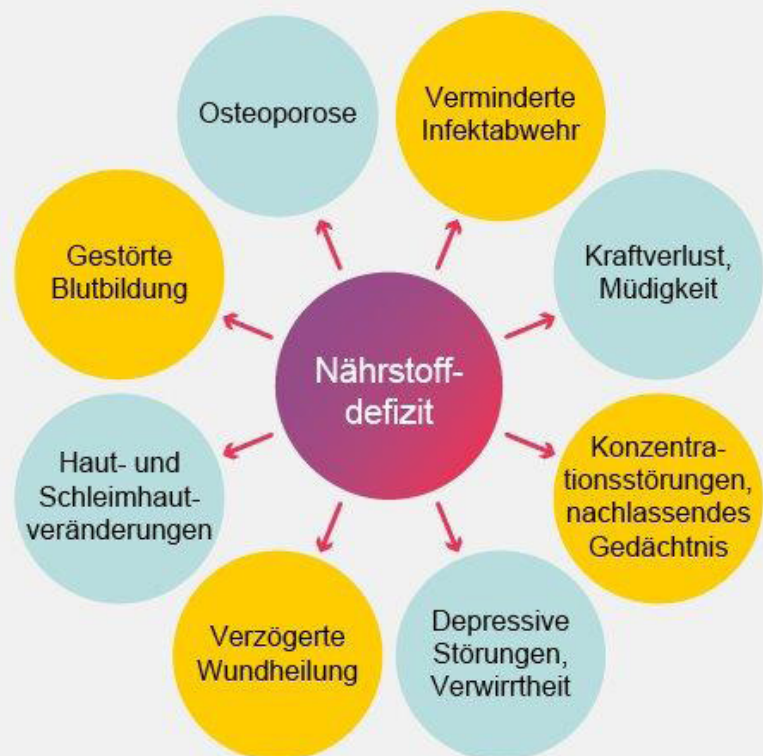 Osteoporose
Verminderte
Infektabwehr
Kraftverlust,
Müdigkeit
Konzentra-
tionsstörungen,
nachlassendes
Gedächtnis
Depressive
Störungen,
Verwirrtheit
Verzögerte
Wundheilung
Haut- und
Schleimhaut-
veränderungen
Gestörte
Blutbildung
Nährstoff-
defizit